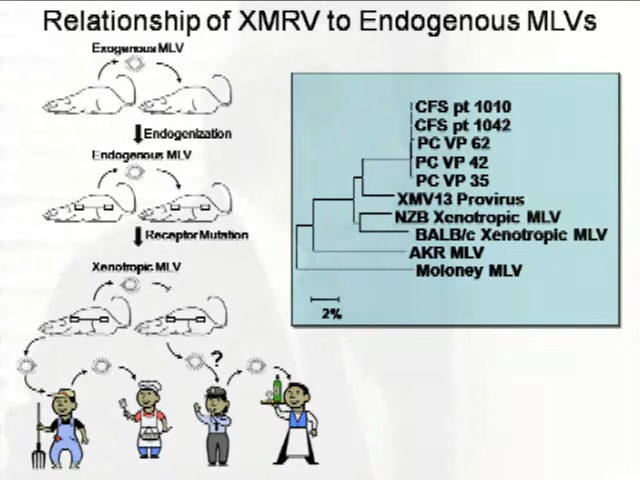 Relationship of XMRV to Endogenous MLVs
Exogenous MLV
Endogenization
Endogenous MLV
Receptor Mutation
Xenotropic MLV
?
CFS pt 1010
CFS pt 1042
PC VP 62
PC VP 42
PC VP 35
XMV13 Provirus
NZB Xenotropic MLV
BALB/c Xenotropic MLV
AKR MLV
Moloney MLV
2%